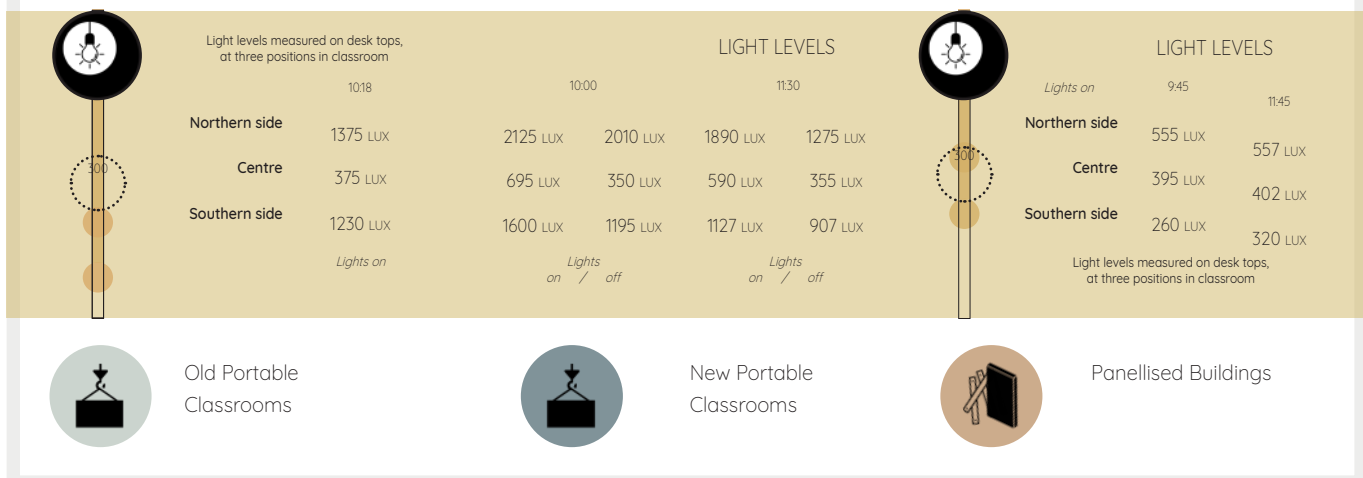 Light levels measured on desk tops,
at three positions in classroom
LIGHT LEVELS
10:18
10:00
11:30
Northern side
1375 LUX
2125 LUX 2010 LUX 1890 LUX 1275 LUX
300
Centre
375 LUX
695 LUX 350 LUX 590 LUX 355 LUX
Southern side
1230 LUX
1600 LUX 1195 LUX 1127 LUX 907 LUX
Lights on
Lights
on / off
Lights
on / off
LIGHT LEVELS
Lights on
9:45
11:45
Northern side
555 LUX
557 LUX
300
Centre
395 LUX
402 LUX
Southern side
260 LUX
320 LUX
Light levels measured on desk tops,
at three positions in classroom
Old Portable
Classrooms
New Portable
Classrooms
Panellised Buildings